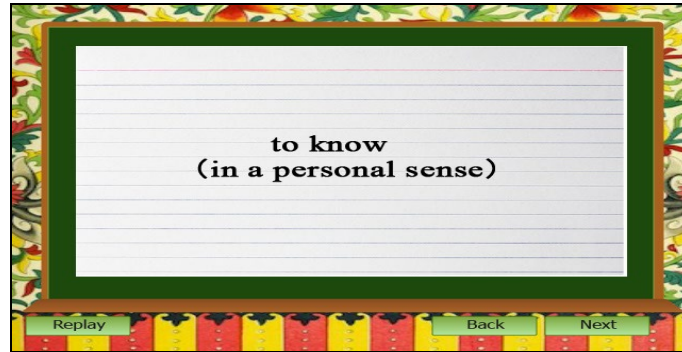 to know
(in a personal sense)
Replay
Back
Next